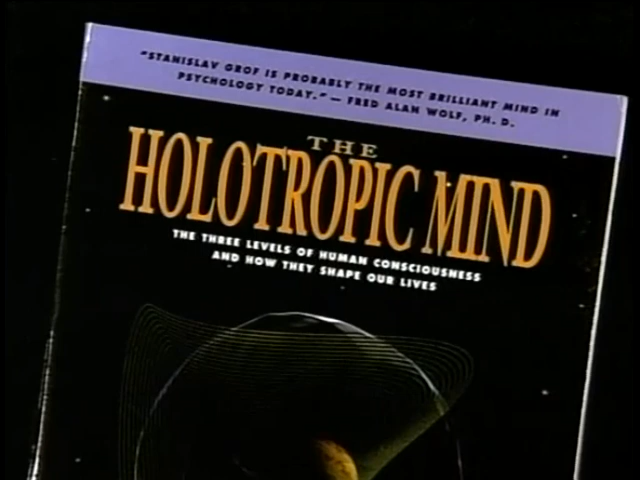 "STANISLAV GROF IS PROBABLY THE MOST BRILLIANT MIND IN
PSYCHOLOGY TODAY." — FRED ALAN WOLF, PH. D.
THE
HOLOTROPIC MIND
THE THREE LEVELS OF HUMAN CONSCIOUSNESS
AND HOW THEY SHAPE OUR LIVES